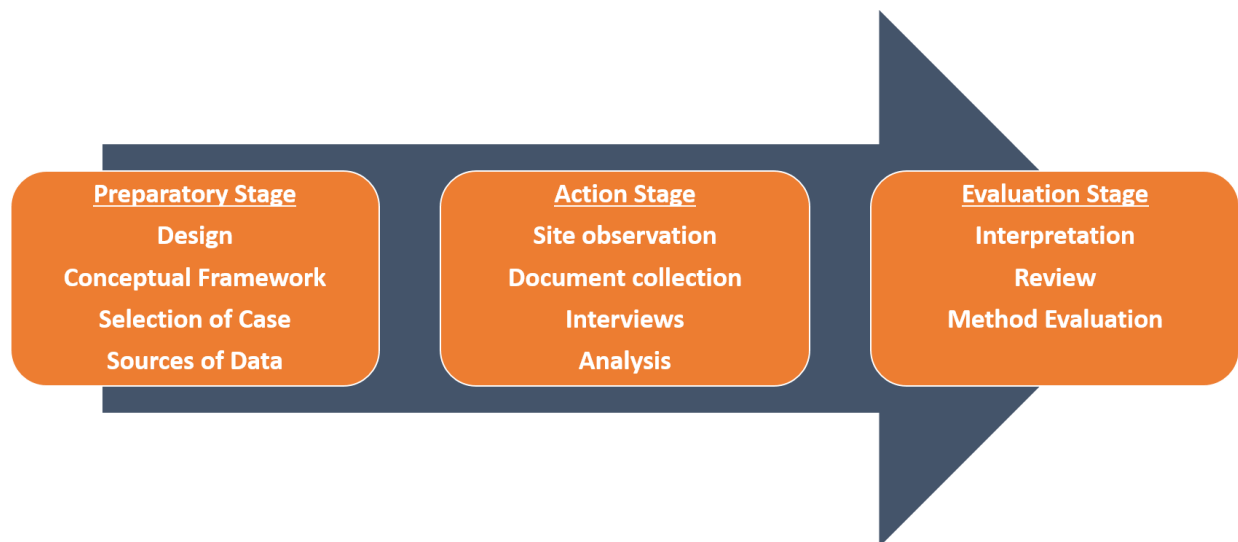 Preparatory Stage
Design
Conceptual Framework
Selection of Case
Sources of Data
Action Stage
Site observation
Document collection
Interviews
Analysis
Evaluation Stage
Interpretation
Review
Method Evaluation